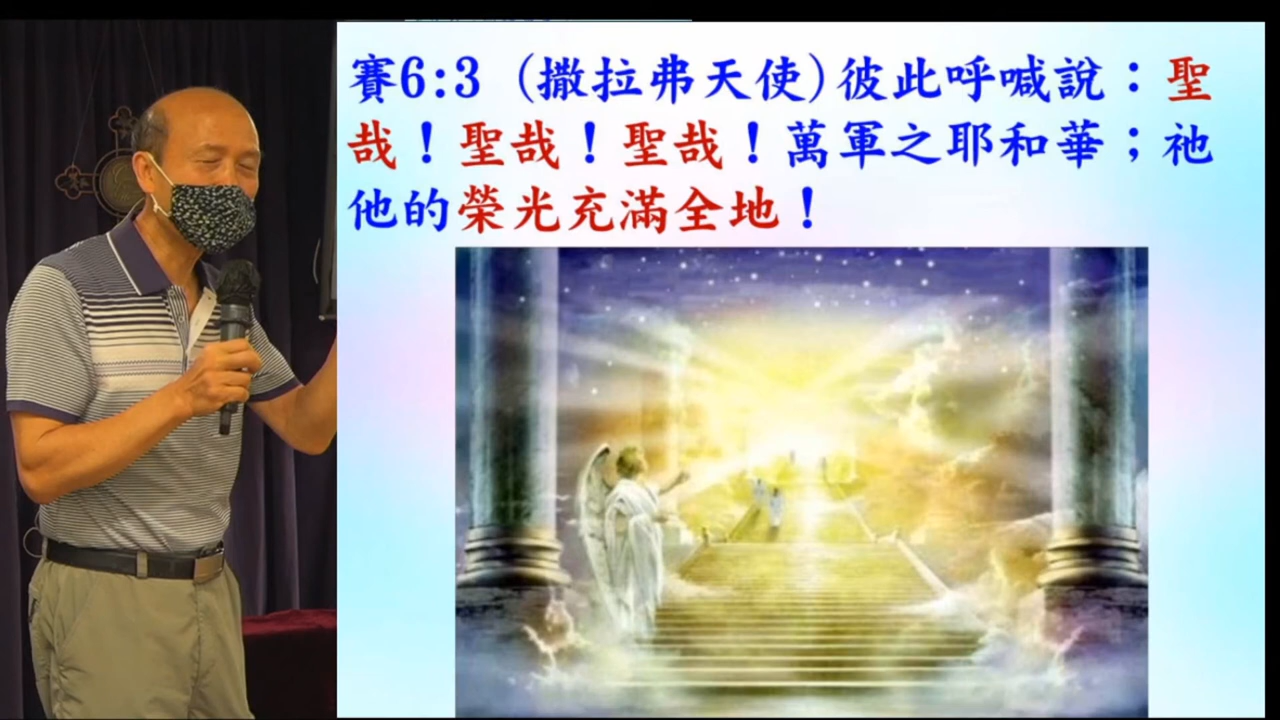 賽6:3 (撒拉弗天使)彼此呼喊說：聖
哉！聖哉！聖哉！萬軍之耶和華；祂
他的榮光充滿全地！